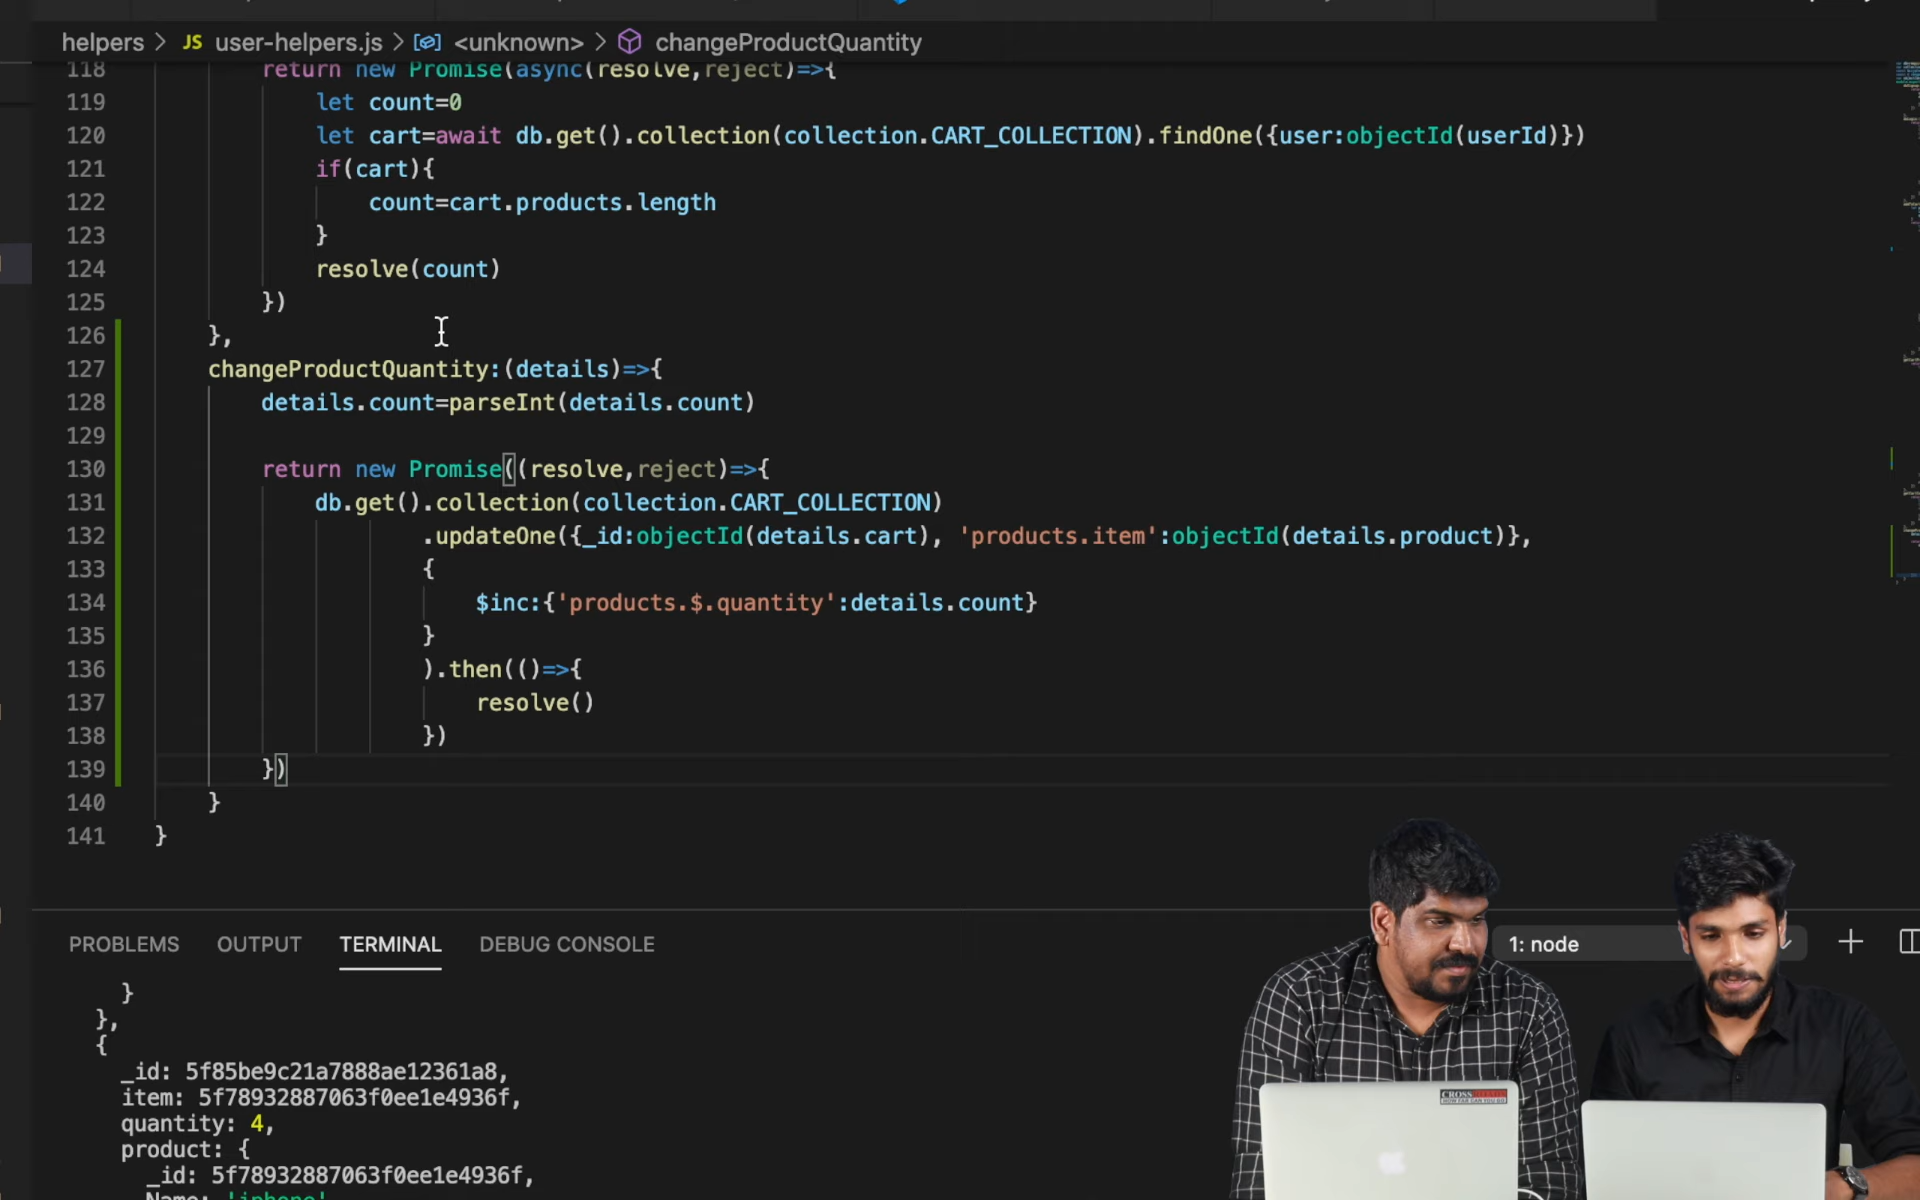 helpers > JS user-helpers.js > <unknown> > changeProductQuantity
118 return new Promise(async(resolve,reject)=>{
119 let count=0
120 let cart=await db.get().collection(collection.CART_COLLECTION).findOne({user:objectId(userId)})
121 if(cart){
122 count=cart.products.length
123 }
124 resolve(count)
125 })
126 },
127 changeProductQuantity:(details)=>{
128 details.count=parseInt(details.count)
129
130 return new Promise((resolve,reject)=>{
131 db.get().collection(collection.CART_COLLECTION)
132 .updateOne({_id:objectId(details.cart), 'products.item':objectId(details.product)},
133 {
134 $inc:{'products.$.quantity':details.count}
135 }
136 ).then(()=>{
137 resolve()
138 })
139 })
140 }
141 }
PROBLEMS OUTPUT TERMINAL DEBUG CONSOLE 1: node
}
},
{
_id: 5f85be9c21a7888ae12361a8,
item: 5f78932887063f0ee1e4936f,
quantity: 4,
product: {
_id: 5f78932887063f0ee1e4936f,
Name: 'iphone'